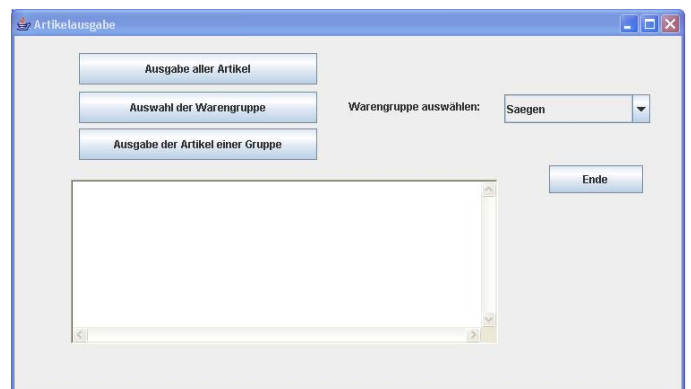 Artikelausgabe
Ausgabe aller Artikel
Auswahl der Warengruppe
Warengruppe auswählen:
Saegen
Ausgabe der Artikel einer Gruppe
Ende